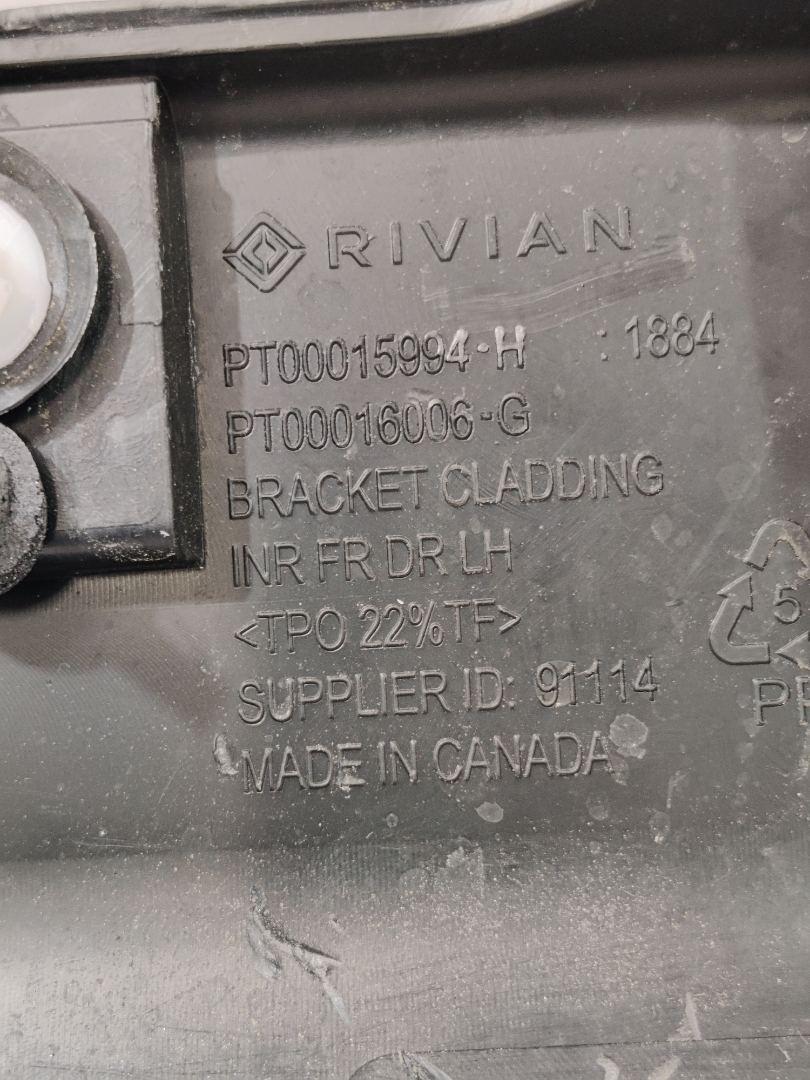 RIVIAN
PT00015994-H : 1884
PT00016006-G
BRACKET CLADDING
INR FR DR LH
<TPO 22%TF>
SUPPLIER ID: 91114
MADE IN CANADA
5